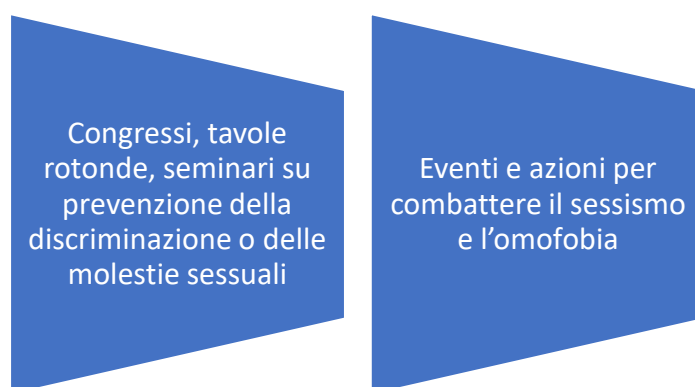 Congressi, tavole
rotonde, seminari su
prevenzione della
discriminazione o delle
molestie sessuali
Eventi e azioni per
combattere il sessismo
e l’omofobia